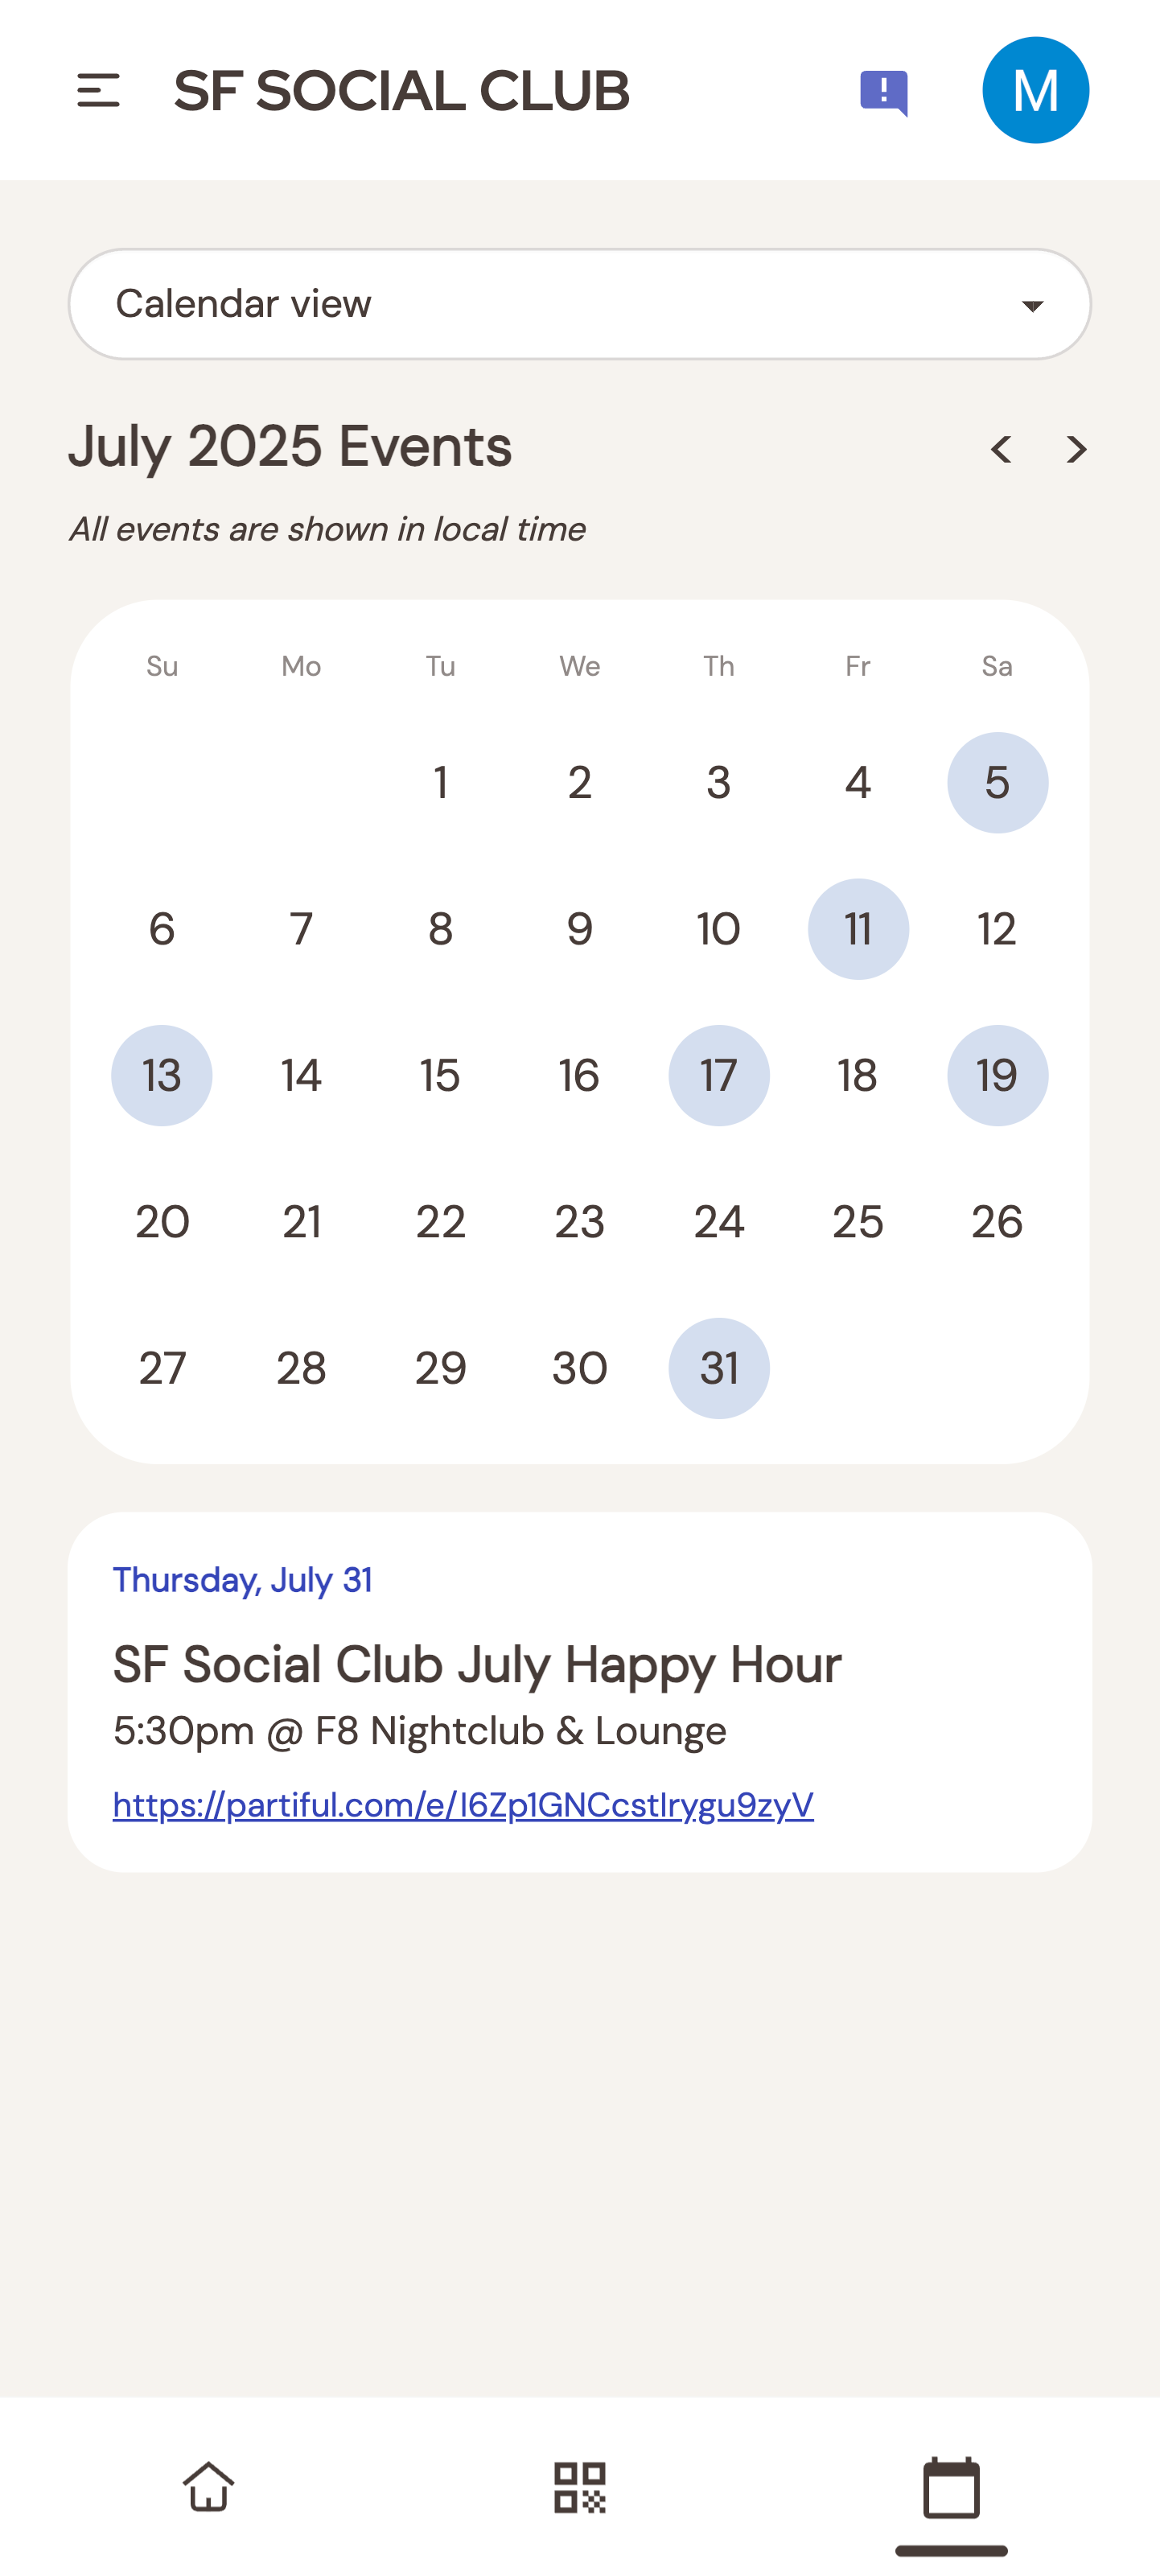 SF SOCIAL CLUB
M
Calendar view
July 2025 Events
All events are shown in local time
Su Mo Tu We Th Fr Sa
1 2 3 4 5
6 7 8 9 10 11 12
13 14 15 16 17 18 19
20 21 22 23 24 25 26
27 28 29 30 31
Thursday, July 31
SF Social Club July Happy Hour
5:30pm @ F8 Nightclub & Lounge
https://partiful.com/e/I6Zp1GNCcstIrygu9zyV